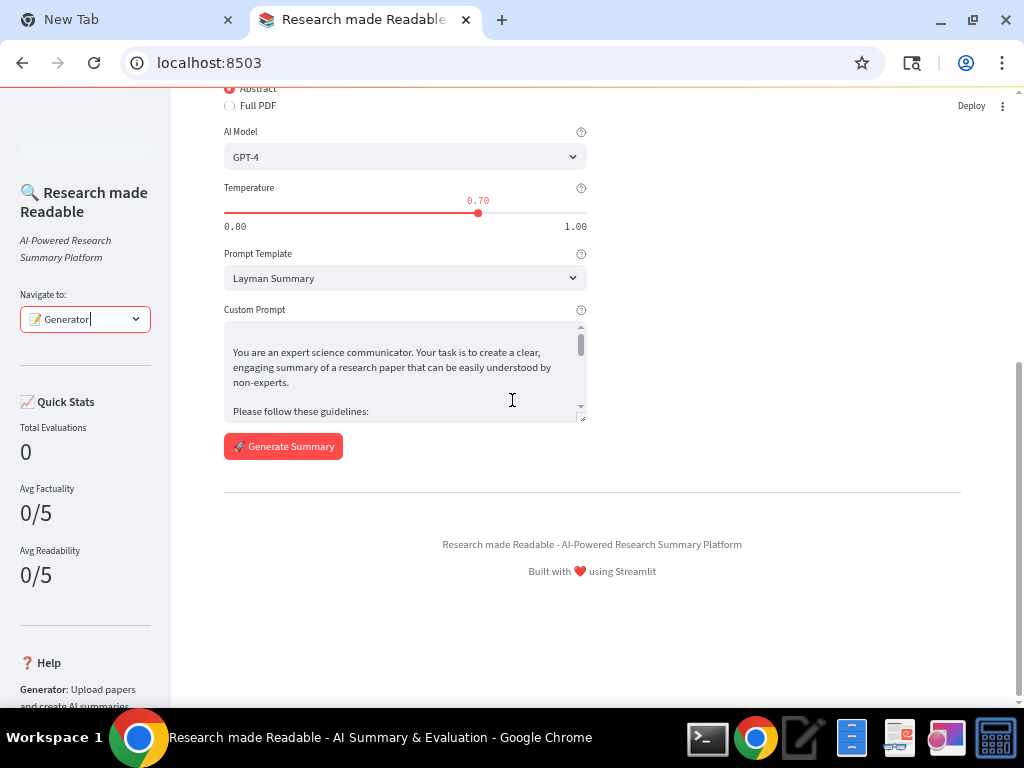 New Tab
Research made Readable
localhost:8503
Deploy
Abstract
Full PDF
AI Model
GPT-4
Temperature
0.70
0.00
1.00
Prompt Template
Layman Summary
Custom Prompt
You are an expert science communicator. Your task is to create a clear,
engaging summary of a research paper that can be easily understood by
non-experts.
Please follow these guidelines:
🚀 Generate Summary
Research made Readable - AI-Powered Research Summary Platform
Built with ❤️ using Streamlit
🔍 Research made
Readable
AI-Powered Research
Summary Platform
Navigate to:
📝 Generator
📈 Quick Stats
Total Evaluations
0
Avg Factuality
0/5
Avg Readability
0/5
❓ Help
Generator: Upload papers
and create AI summaries
Workspace 1
Research made Readable - AI Summary & Evaluation - Google Chrome